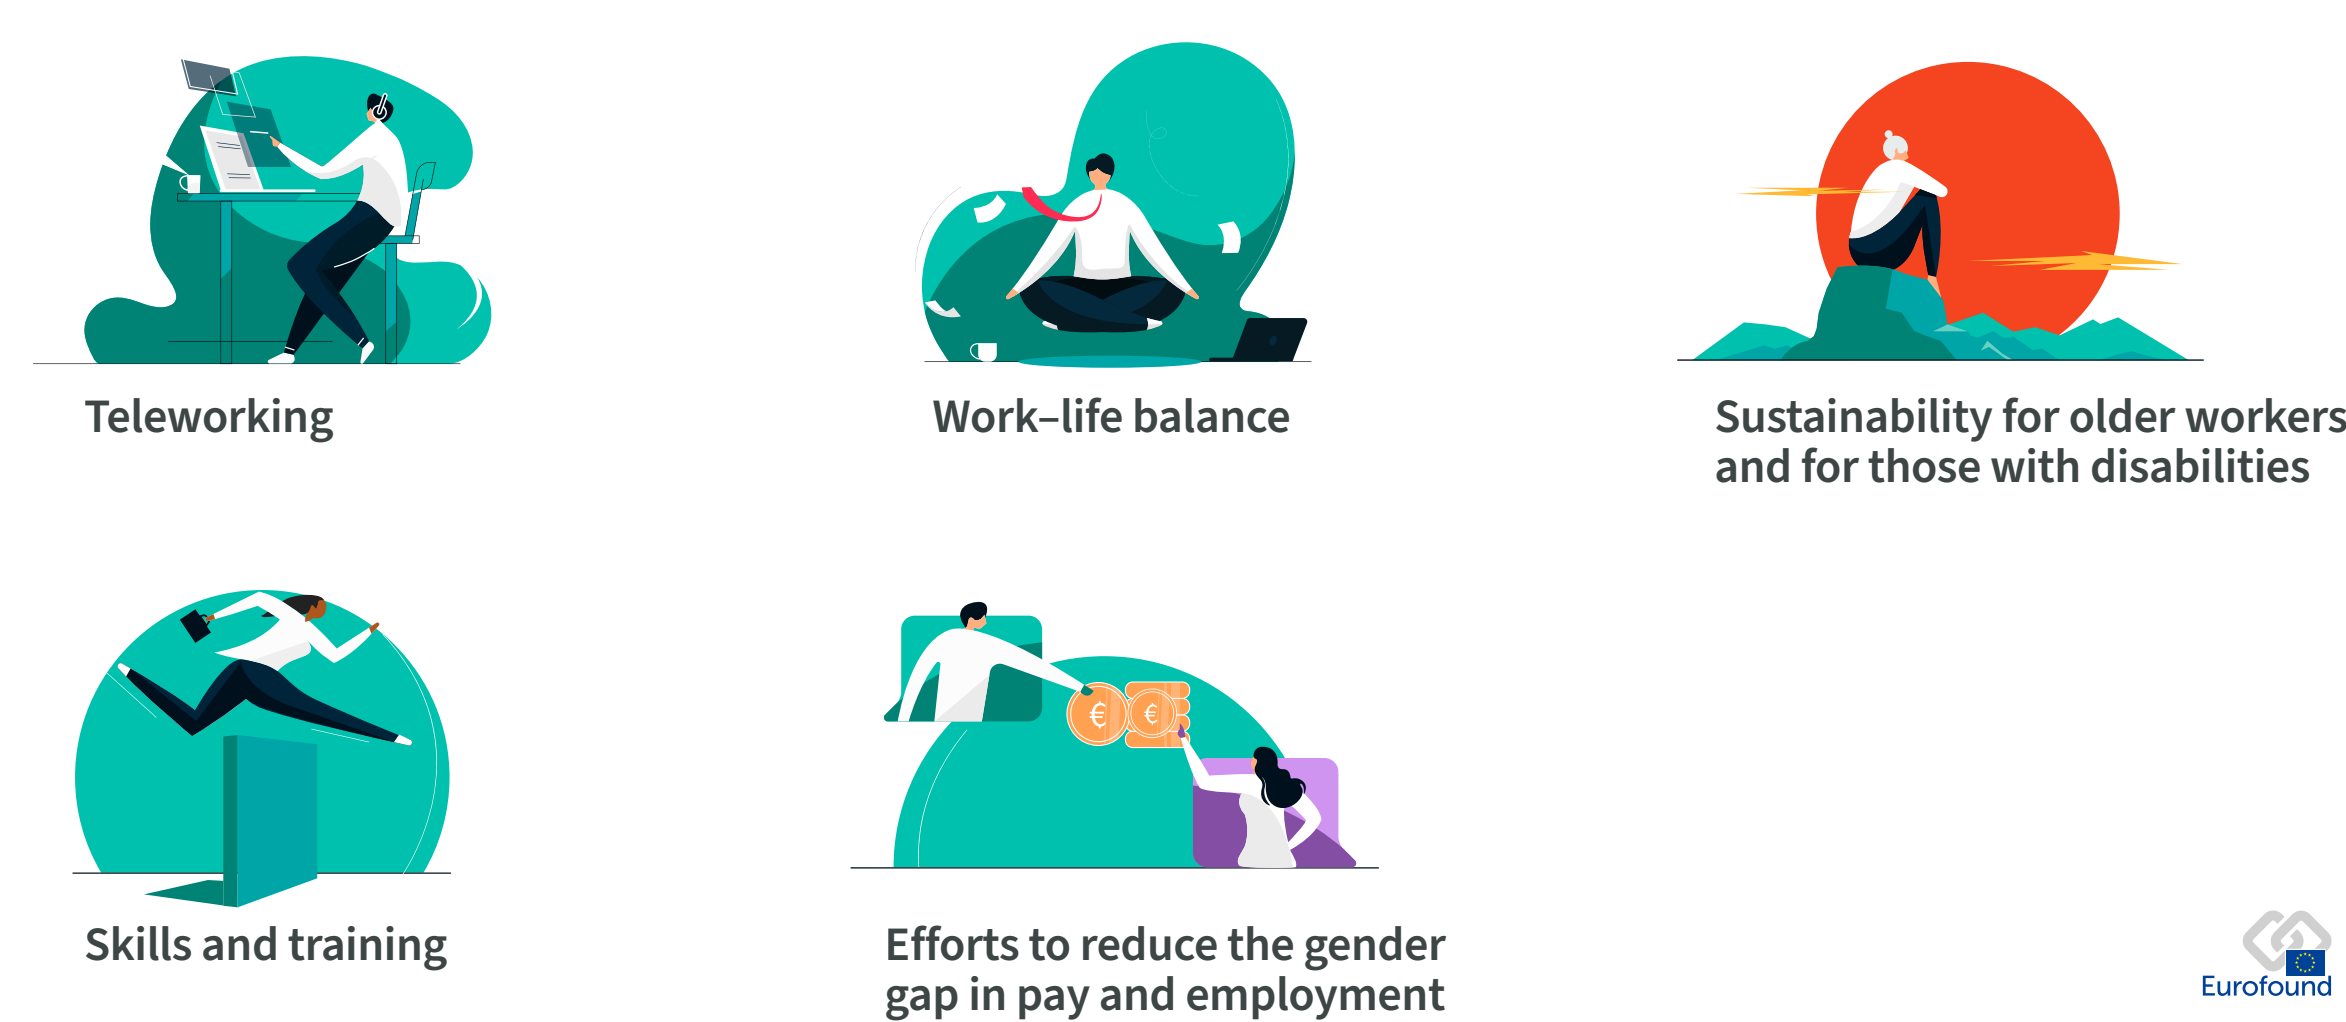 Teleworking
Work–life balance
Sustainability for older workers
and for those with disabilities
Skills and training
€ €
Efforts to reduce the gender
gap in pay and employment
Eurofound